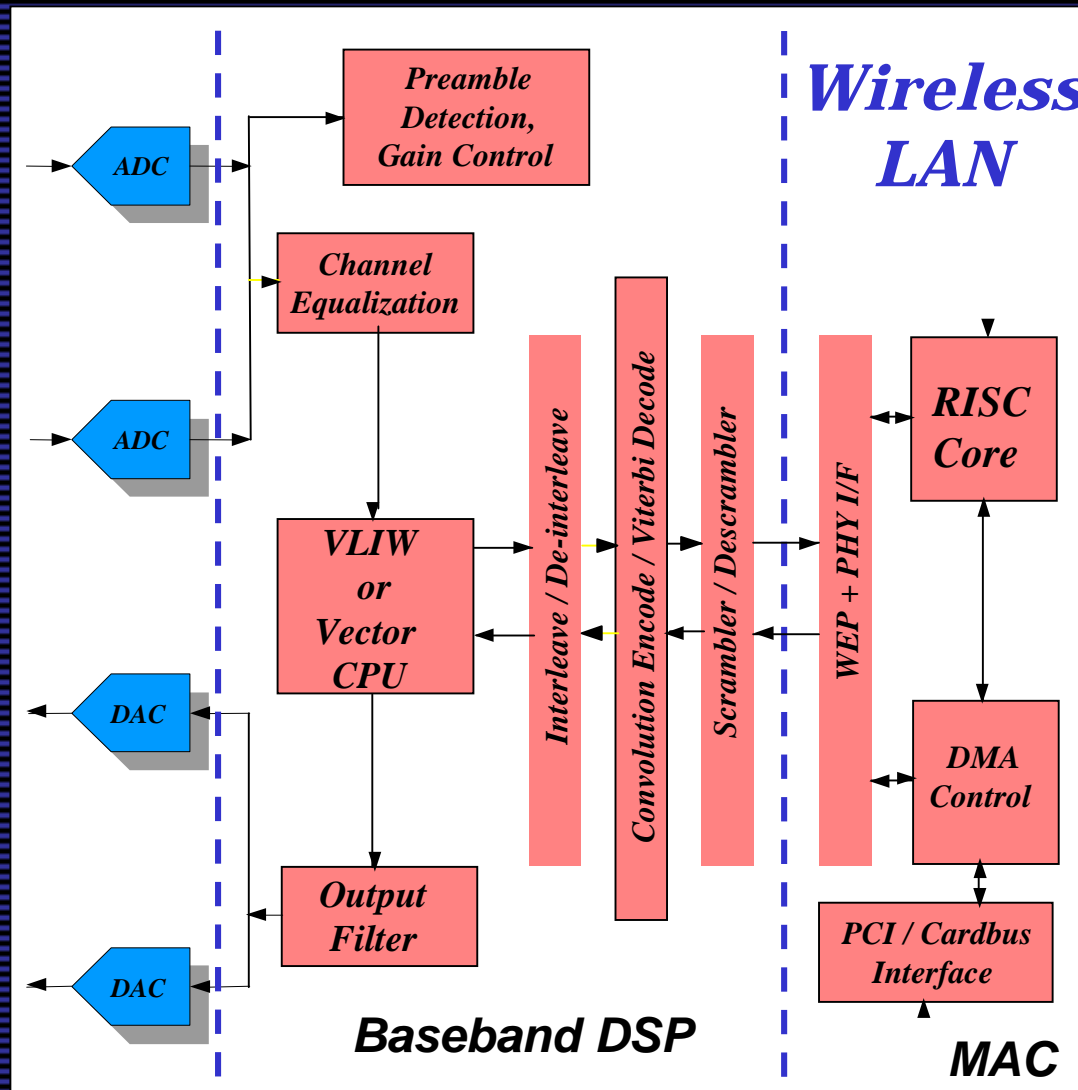 Wireless
LAN
Preamble
Detection,
Gain Control
ADC
Channel
Equalization
ADC
VLIW
or
Vector
CPU
Interleave / De-interleave
Convolution Encode / Viterbi Decode
Scrambler / Descrambler
WEP + PHY I/F
RISC
Core
DAC
DMA
Control
Output
Filter
PCI / Cardbus
Interface
DAC
Baseband DSP
MAC